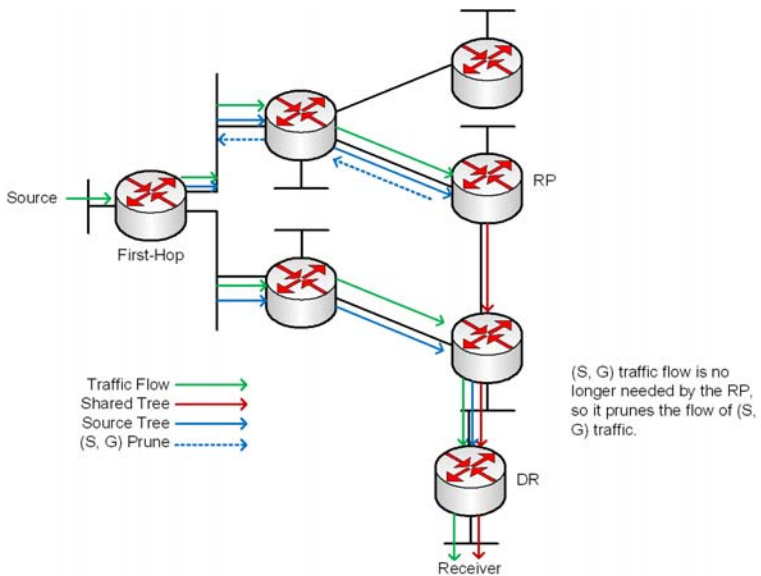 RP
Source
First-Hop
Traffic Flow
Shared Tree
Source Tree
(S, G) Prune
(S, G) traffic flow is no
longer needed by the RP,
so it prunes the flow of (S,
G) traffic.
DR
Receiver